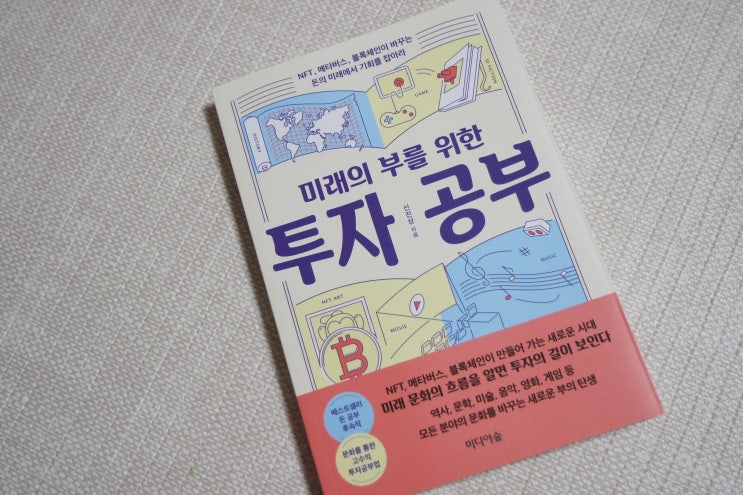 NFT, 메타버스, 블록체인이 바꾸는
돈의 미래에서 기회를 잡아라
HISTORY
GAME
SF FICTION
미래의 부를 위한
투자 공부
신진상 지음
NFT ART
MOVIE
MUSIC
NFT, 메타버스, 블록체인이 만들어 가는 새로운 시대
미래 문화의 흐름을 알면 투자의 길이 보인다
역사, 문학, 미술, 음악, 영화, 게임 등
모든 분야의 문화를 바꾸는 새로운 부의 탄생
미디어숲
베스트셀러
돈 공부
후속작
문화를 통한
고수익
투자공부법